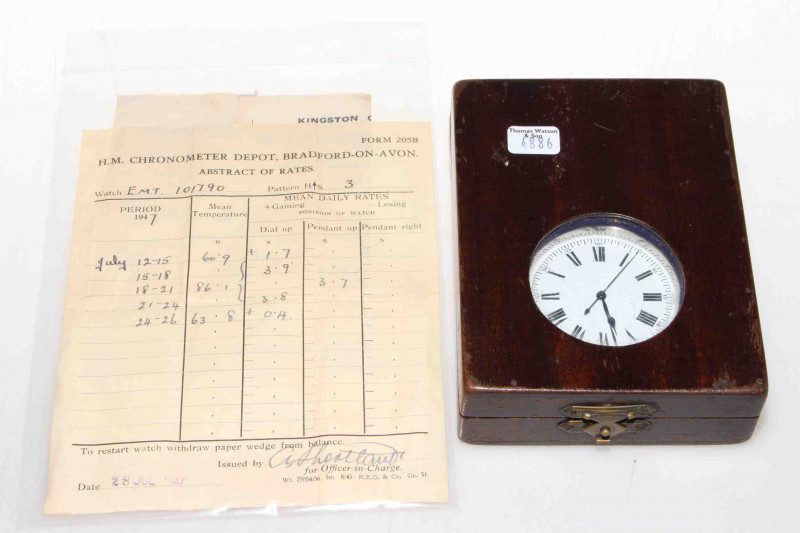 KINGSTON
FORM 205B
H.M. CHRONOMETER DEPOT, BRADFORD-ON-AVON.
ABSTRACT OF RATES.
Watch E.M.T. 101790 Pattern H/S 3
PERIOD
1947
Mean
Temperature
MEAN DAILY RATES
+Gaining —Losing
POSITION OF WATCH
Dial up Pendant up Pendant right
o s s s
July 12-15 60.9 + 1.7
15-18 3.9
18-21 86.1 3.7
21-24 3.8
24-26 63.8 + 0.4
To restart watch withdraw paper wedge from balance.
Issued by
for Officer-in-Charge.
Date 28 JUL 1947
Gp. 51
Thomas Watson
& Son
4886